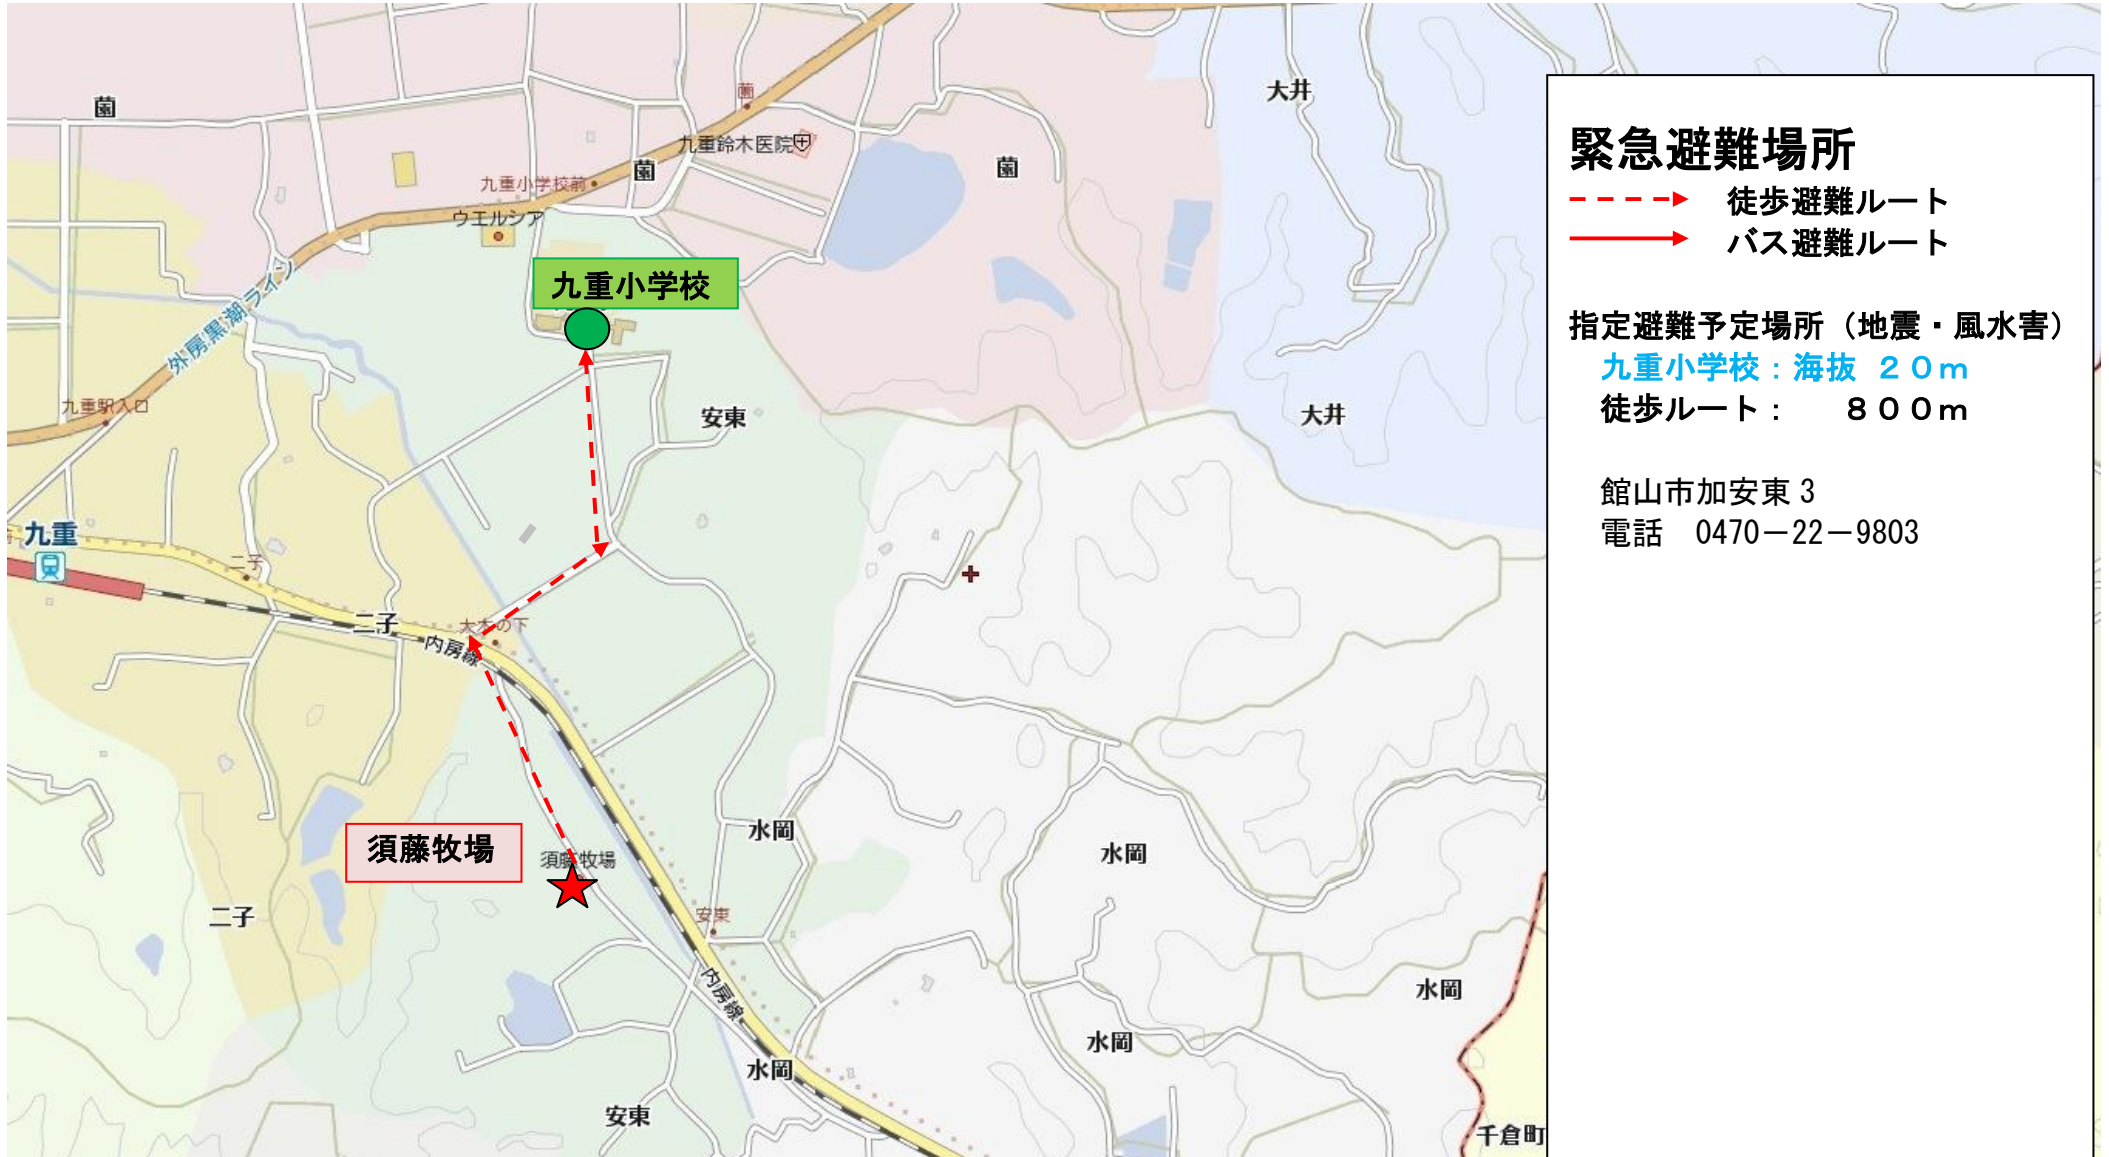 薗
大井
薗
九重鈴木医院
薗
薗
九重小学校前
ウエルシア
九重小学校
外房黒潮ライン
九重駅入口
安東
大井
九重
二子
二子
大木の下
内房線
須藤牧場
須藤牧場
水岡
水岡
二子
安東
内房線
水岡
水岡
水岡
安東
千倉町
緊急避難場所
徒歩避難ルート
バス避難ルート
指定避難予定場所（地震・風水害）
九重小学校：海抜 ２０ｍ
徒歩ルート： ８００ｍ
館山市加安東3
電話 0470－22－9803